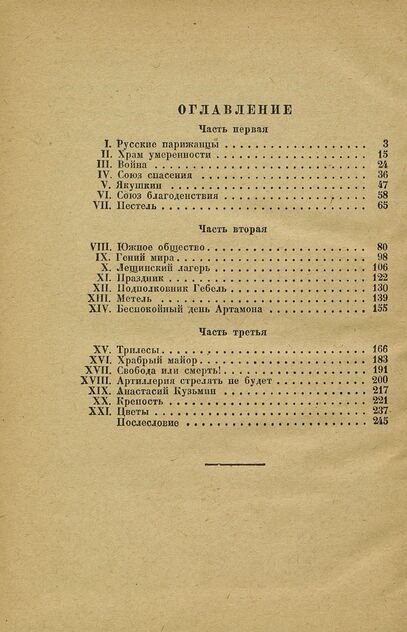 ОГЛАВЛЕНИЕ
Часть первая
I. Русские парижанцы . . . . . . . . . . . . . . . . . . 3
II. Храм умеренности . . . . . . . . . . . . . . . . . . 15
III. Война . . . . . . . . . . . . . . . . . . . . . . . . 24
IV. Союз спасения . . . . . . . . . . . . . . . . . . . . 36
V. Якушкин . . . . . . . . . . . . . . . . . . . . . . . 47
VI. Союз благоденствия . . . . . . . . . . . . . . . . . 58
VII. Пестель . . . . . . . . . . . . . . . . . . . . . . . 65
Часть вторая
VIII. Южное общество . . . . . . . . . . . . . . . . . . 80
IX. Гений мира . . . . . . . . . . . . . . . . . . . . . 98
X. Лещинский лагерь . . . . . . . . . . . . . . . . . . 106
XI. Праздник . . . . . . . . . . . . . . . . . . . . . . 122
XII. Подполковник Гебель . . . . . . . . . . . . . . . . 130
XIII. Метель . . . . . . . . . . . . . . . . . . . . . . . 139
XIV. Беспокойный день Артамона . . . . . . . . . . . . . 155
Часть третья
XV. Трилесы . . . . . . . . . . . . . . . . . . . . . . . 166
XVI. Храбрый майор . . . . . . . . . . . . . . . . . . . 183
XVII. Свобода или смерть! . . . . . . . . . . . . . . . . 191
XVIII. Артиллерия стрелять не будет . . . . . . . . . . . 200
XIX. Анастасий Кузьмин . . . . . . . . . . . . . . . . . 217
XX. Крепость . . . . . . . . . . . . . . . . . . . . . . 221
XXI. Цветы . . . . . . . . . . . . . . . . . . . . . . . 237
Послесловие . . . . . . . . . . . . . . . . . . . . 245